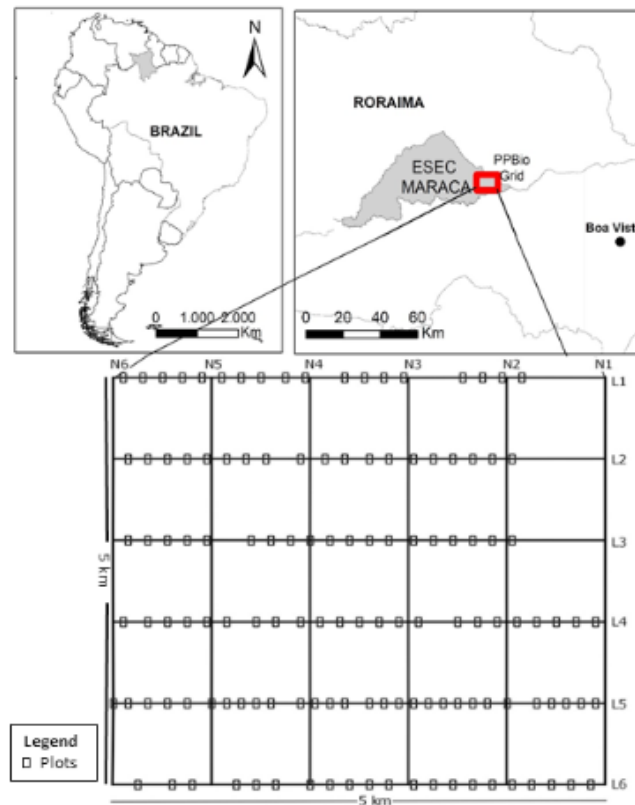 N
BRAZIL
0 1.000 2 000
Km
RORAIMA
ESEC
MARACA
PPBio
Grid
Boa Vist
0 20 40 60
Km
N6 N5 N4 N3 N2 N1
L1
L2
L3
5 km
L4
L5
L6
5 km
Legend
Plots